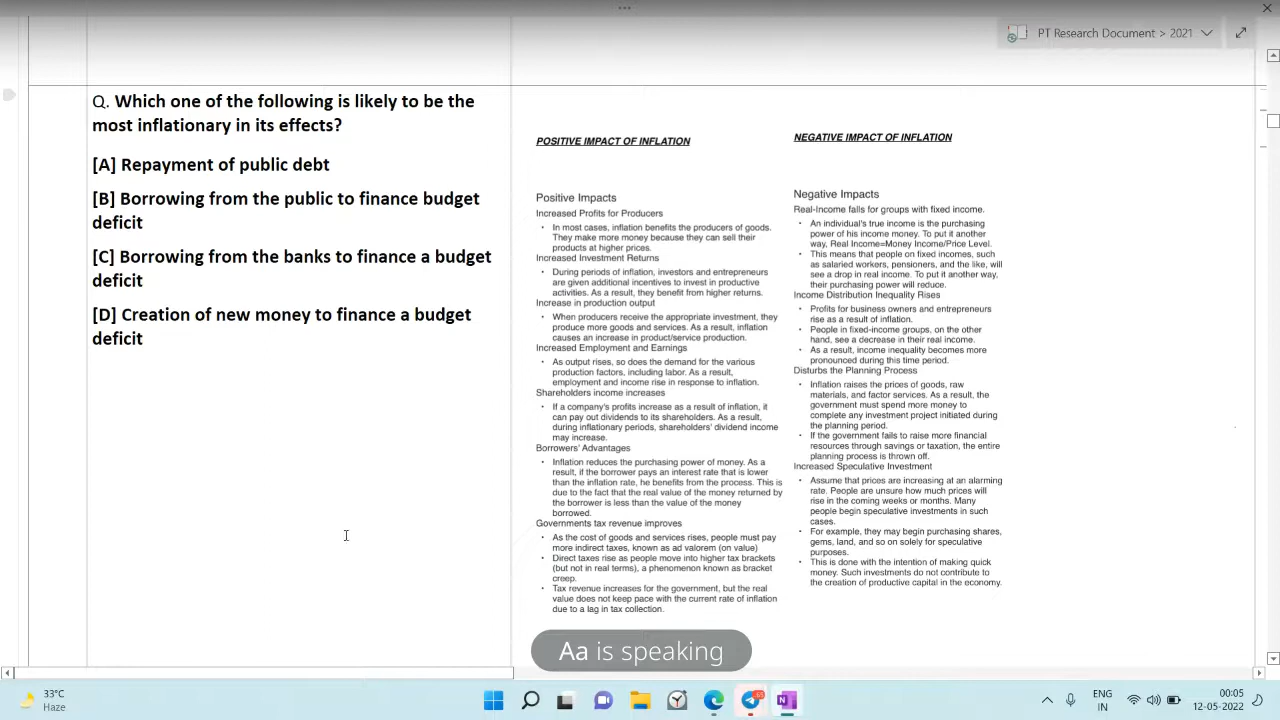 PT Research Document > 2021
Q. Which one of the following is likely to be the
most inflationary in its effects?
[A] Repayment of public debt
[B] Borrowing from the public to finance budget
deficit
[C] Borrowing from the banks to finance a budget
deficit
[D] Creation of new money to finance a budget
deficit
POSITIVE IMPACT OF INFLATION
Positive Impacts
Increased Profits for Producers
• In most cases, inflation benefits the producers of goods.
They make more money because they can sell their
products at higher prices.
Increased Investment Returns
• During periods of inflation, investors and entrepreneurs
are given additional incentives to invest in productive
activities. As a result, they benefit from higher returns.
Increase in production output
• When producers receive the appropriate investment, they
produce more goods and services. As a result, inflation
causes an increase in product/service production.
Increased Employment and Earnings
• As output rises, so does the demand for the various
production factors, including labor. As a result,
employment and income rise in response to inflation.
Shareholders income increases
• If a company's profits increase as a result of inflation, it
can pay out dividends to its shareholders. As a result,
during inflationary periods, shareholders' dividend income
may increase.
Borrowers' Advantages
• Inflation reduces the purchasing power of money. As a
result, if the borrower pays an interest rate that is lower
than the inflation rate, he benefits from the process. This is
due to the fact that the real value of the money returned by
the borrower is less than the value of the money
borrowed.
Governments tax revenue improves
• As the cost of goods and services rises, people must pay
more indirect taxes, known as ad valorem (on value)
• Direct taxes rise as people move into higher tax brackets
(but not in real terms), a phenomenon known as bracket
creep.
• Tax revenue increases for the government, but the real
value does not keep pace with the current rate of inflation
due to a lag in tax collection.
NEGATIVE IMPACT OF INFLATION
Negative Impacts
Real-Income falls for groups with fixed income.
• An individual's true income is the purchasing
power of his income money. To put it another
way, Real Income=Money Income/Price Level.
• This means that people on fixed incomes, such
as salaried workers, pensioners, and the like, will
see a drop in real income. To put it another way,
their purchasing power will reduce.
Income Distribution Inequality Rises
• Profits for business owners and entrepreneurs
rise as a result of inflation.
• People in fixed-income groups, on the other
hand, see a decrease in their real income.
• As a result, income inequality becomes more
pronounced during this time period.
Disturbs the Planning Process
• Inflation raises the prices of goods, raw
materials, and factor services. As a result, the
government must spend more money to
complete any investment project initiated during
the planning period.
• If the government fails to raise more financial
resources through savings or taxation, the entire
planning process is thrown off.
Increased Speculative Investment
• Assume that prices are increasing at an alarming
rate. People are unsure how much prices will
rise in the coming weeks or months. Many
people begin speculative investments in such
cases.
• For example, they may begin purchasing shares,
gems, land, and so on solely for speculative
purposes.
• This is done with the intention of making quick
money. Such investments do not contribute to
the creation of productive capital in the economy.
Aa is speaking
33°C
Haze
ENG
IN
00:05
12-05-2022